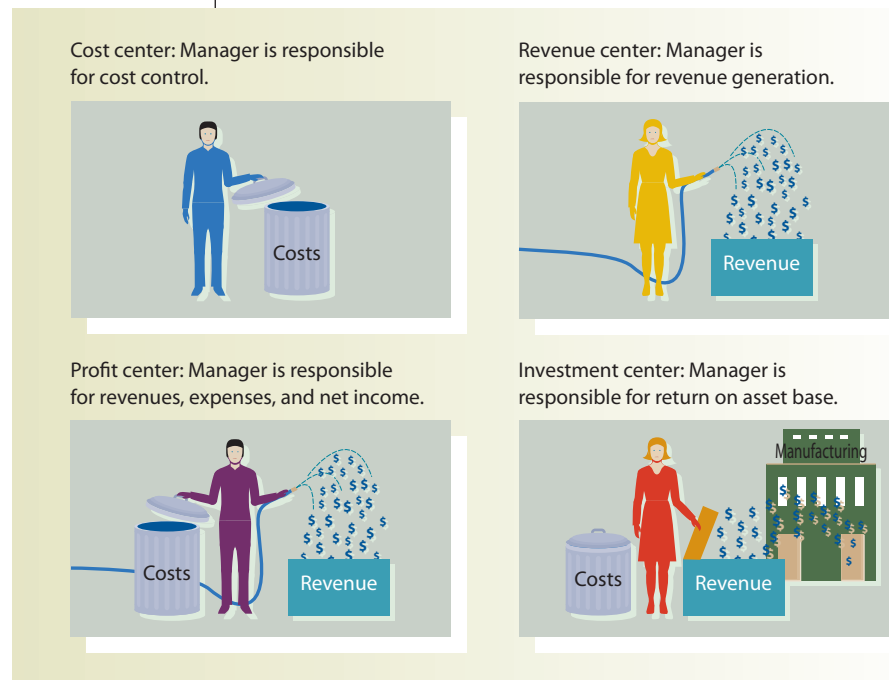 Cost center: Manager is responsible
for cost control.
Costs
Revenue center: Manager is
responsible for revenue generation.
Revenue
Profit center: Manager is responsible
for revenues, expenses, and net income.
Costs
Revenue
Investment center: Manager is
responsible for return on asset base.
Manufacturing
Costs
Revenue